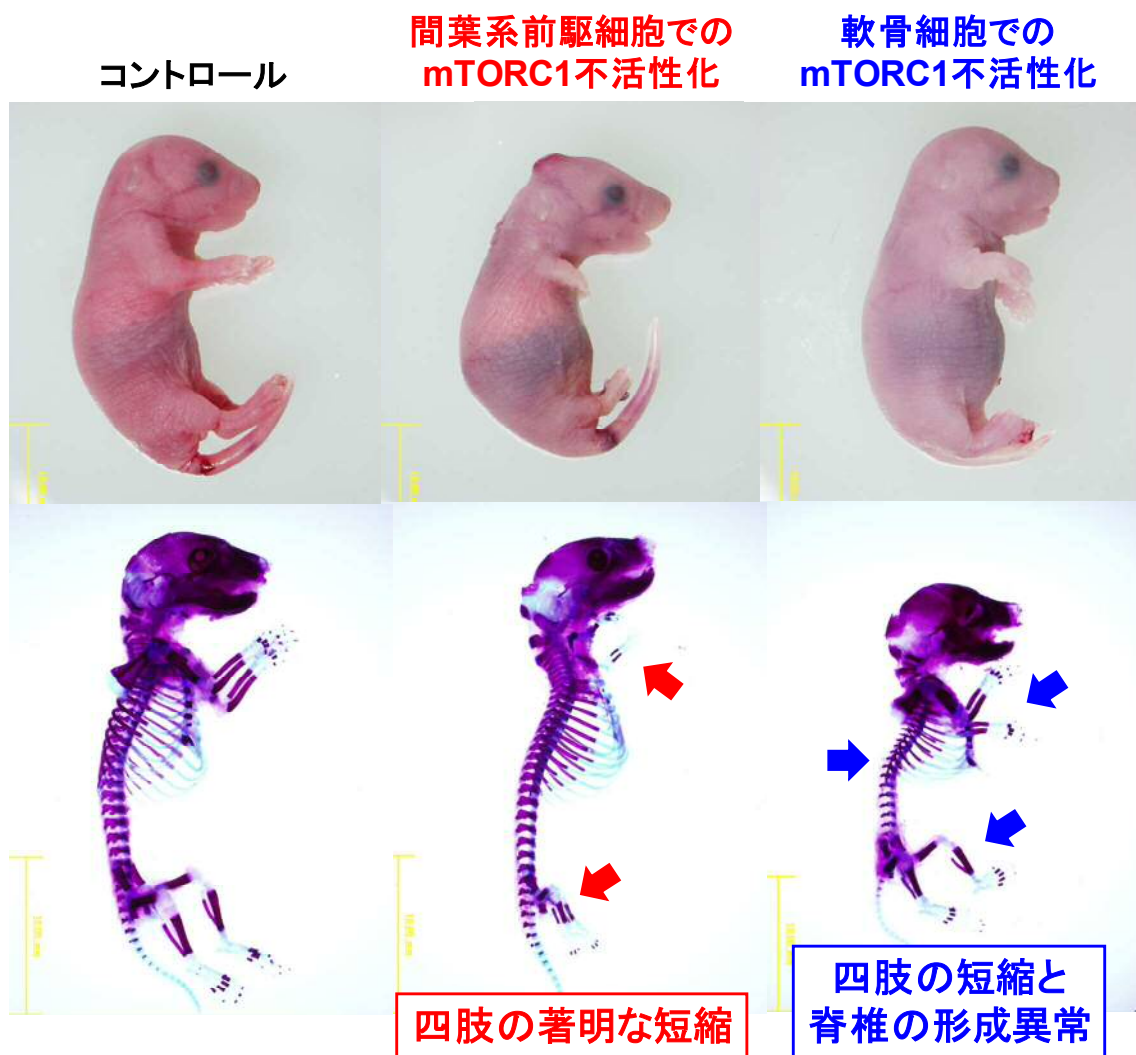 コントロール
間葉系前駆細胞での
mTORC1不活性化
軟骨細胞での
mTORC1不活性化
四肢の著明な短縮
四肢の短縮と
脊椎の形成異常